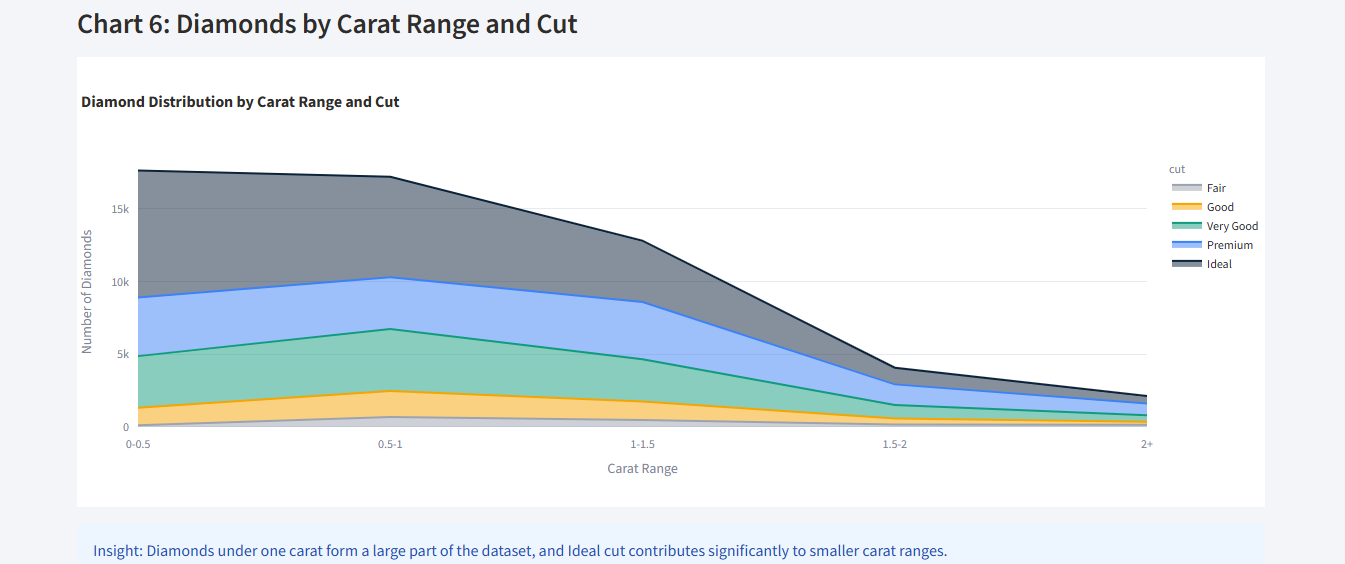 Chart 6: Diamonds by Carat Range and Cut
Diamond Distribution by Carat Range and Cut
cut
Fair
Good
Very Good
Premium
Ideal
Number of Diamonds
15k
10k
5k
0
0-0.5
0.5-1
1-1.5
1.5-2
2+
Carat Range
Insight: Diamonds under one carat form a large part of the dataset, and Ideal cut contributes significantly to smaller carat ranges.